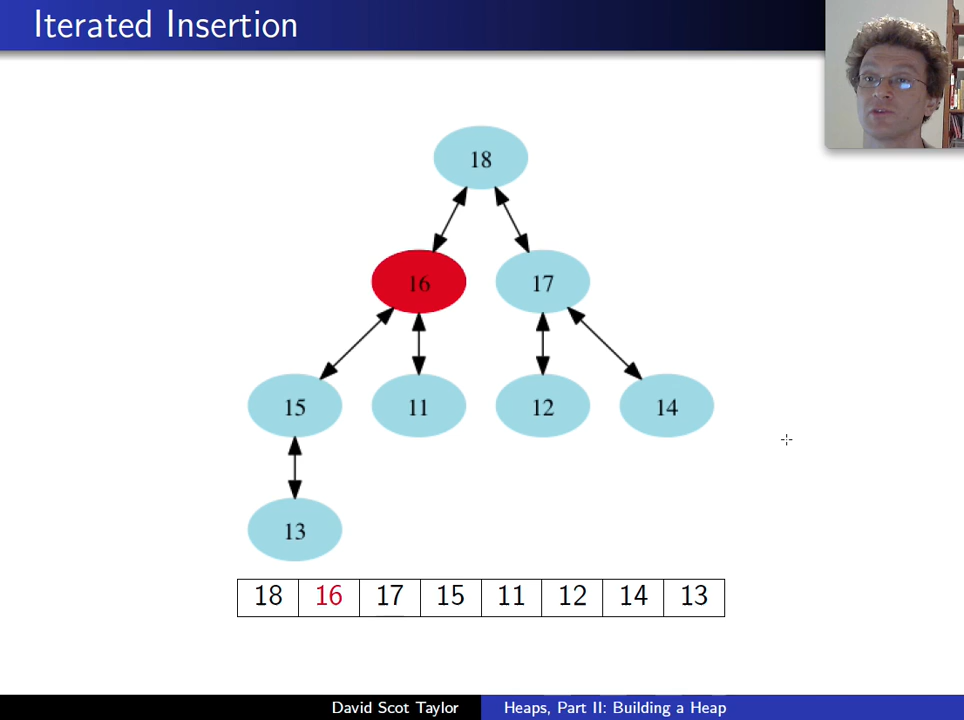 Iterated Insertion
18
16 17
15 11 12 14
13
18 16 17 15 11 12 14 13
David Scot Taylor Heaps, Part II: Building a Heap